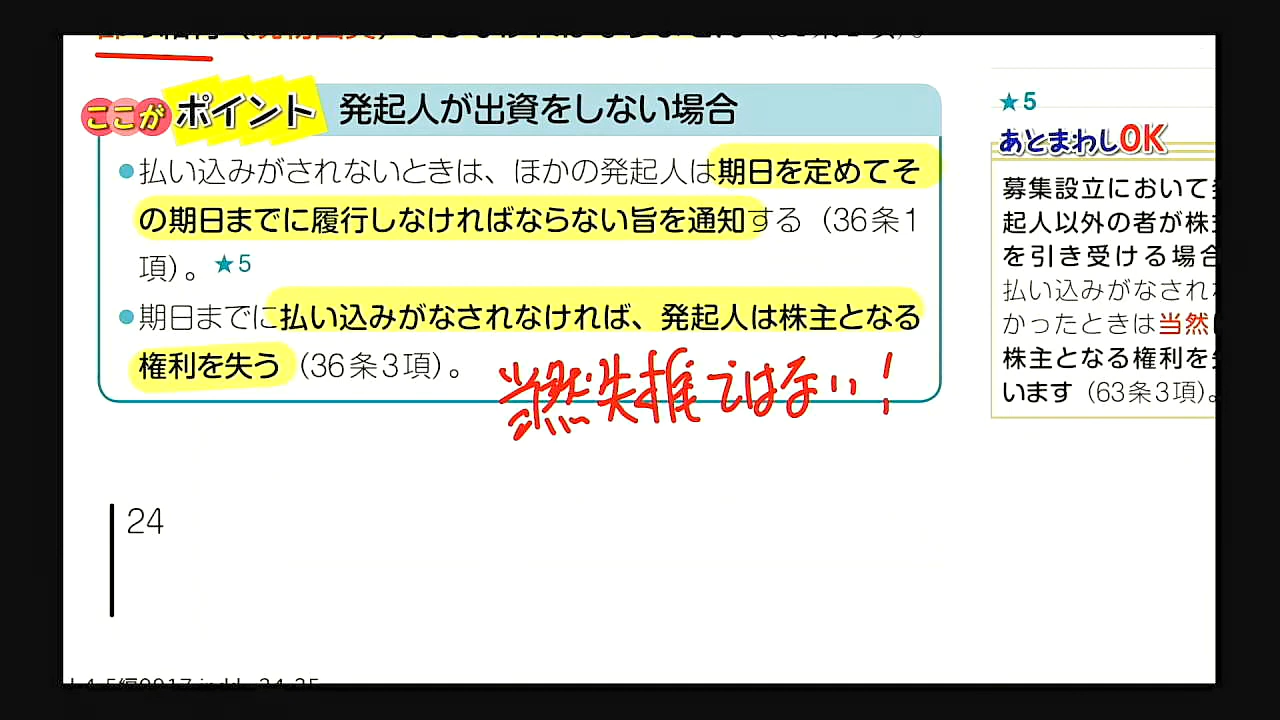 ここがポイント 発起人が出資をしない場合
●払い込みがされないときは、ほかの発起人は期日を定めてそ
の期日までに履行しなければならない旨を通知する(36条1
項)。★5
●期日までに払い込みがなされなければ、発起人は株主となる
権利を失う(36条3項)。
当然失権ではない!
24
★5
あとまわしOK
募集設立において
起人以外の者が株
を引き受ける場合
払い込みがなされ
かったときは当然
株主となる権利を
います(63条3項)。